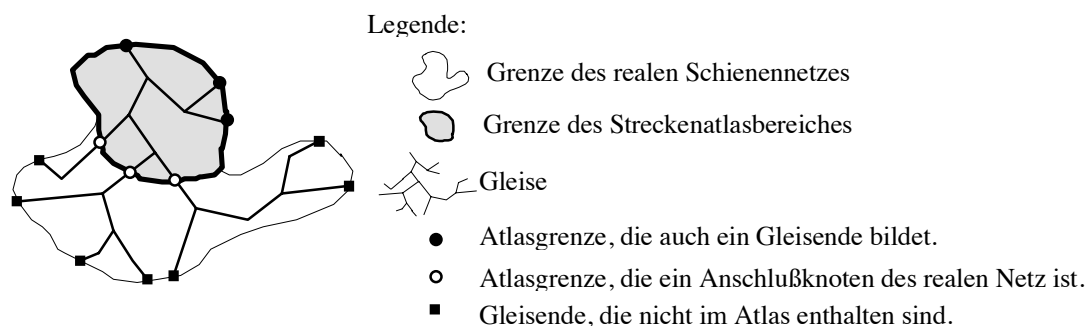 Legende:
Grenze des realen Schienennetzes
Grenze des Streckenatlasbereiches
Gleise
Atlasgrenze, die auch ein Gleisende bildet.
Atlasgrenze, die ein Anschlußknoten des realen Netz ist.
Gleisende, die nicht im Atlas enthalten sind.